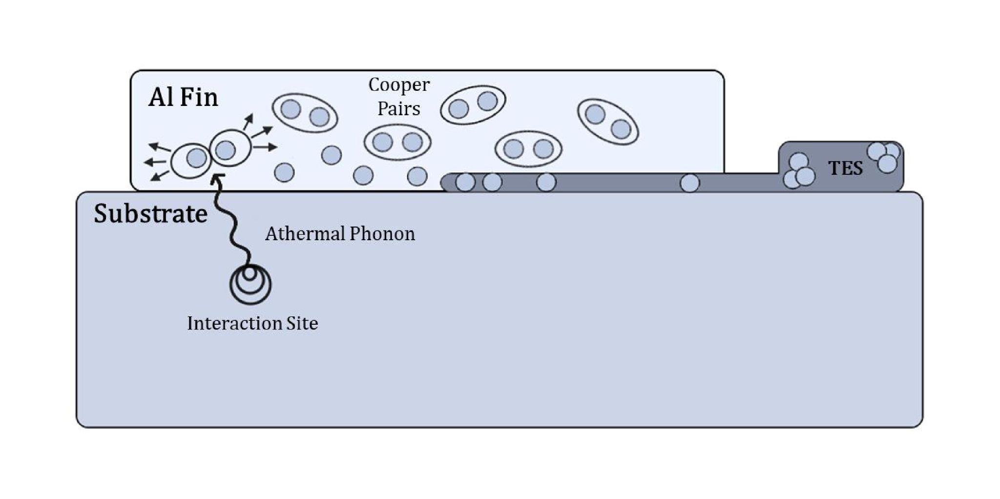 Al Fin
Cooper
Pairs
TES
Substrate
Athermal Phonon
Interaction Site